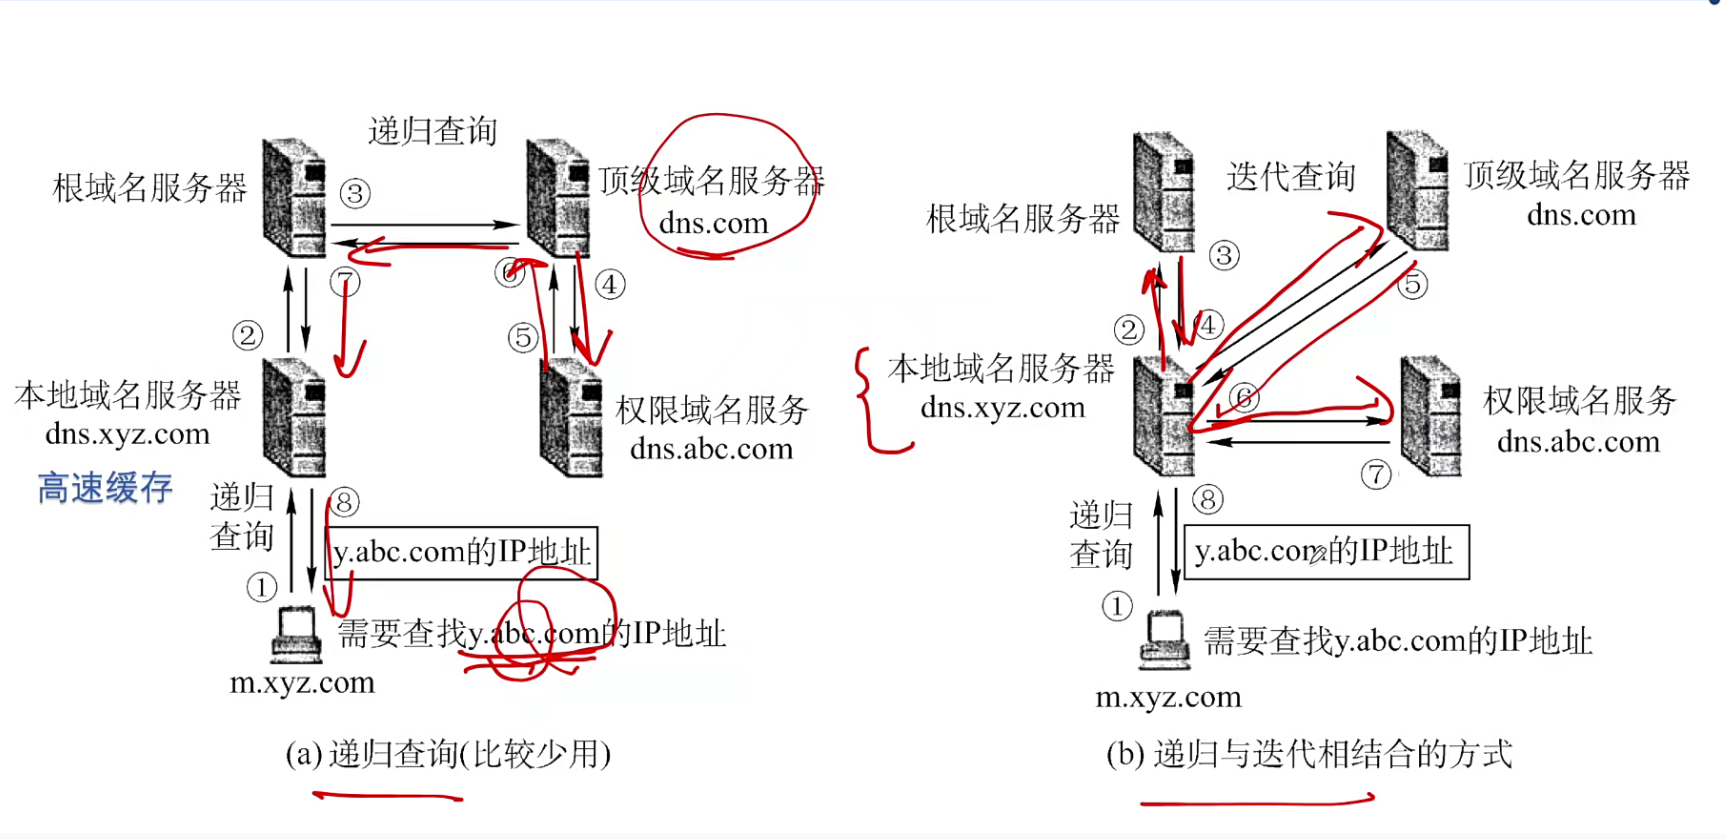 递归查询
根域名服务器
③
顶级域名服务器
dns.com
⑦
⑥
④
②
⑤
本地域名服务器
dns.xyz.com
权限域名服务
dns.abc.com
高速缓存
递归
查询
⑧
y.abc.com的IP地址
①
需要查找y.abc.com的IP地址
m.xyz.com
(a) 递归查询(比较少用)
迭代查询
顶级域名服务器
dns.com
根域名服务器
③
⑤
②
④
本地域名服务器
dns.xyz.com
⑥
权限域名服务
dns.abc.com
⑦
递归
查询
⑧
y.abc.com的IP地址
①
需要查找y.abc.com的IP地址
m.xyz.com
(b) 递归与迭代相结合的方式